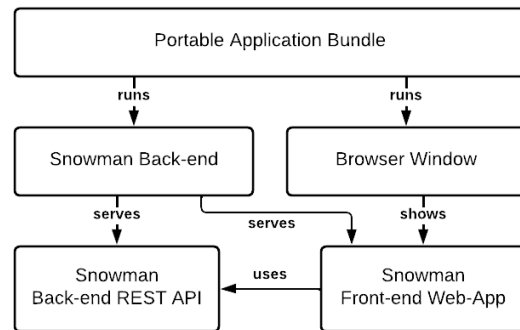 Portable Application Bundle
runs
runs
Snowman Back-end
Browser Window
serves
serves
shows
Snowman
Back-end REST API
uses
Snowman
Front-end Web-App